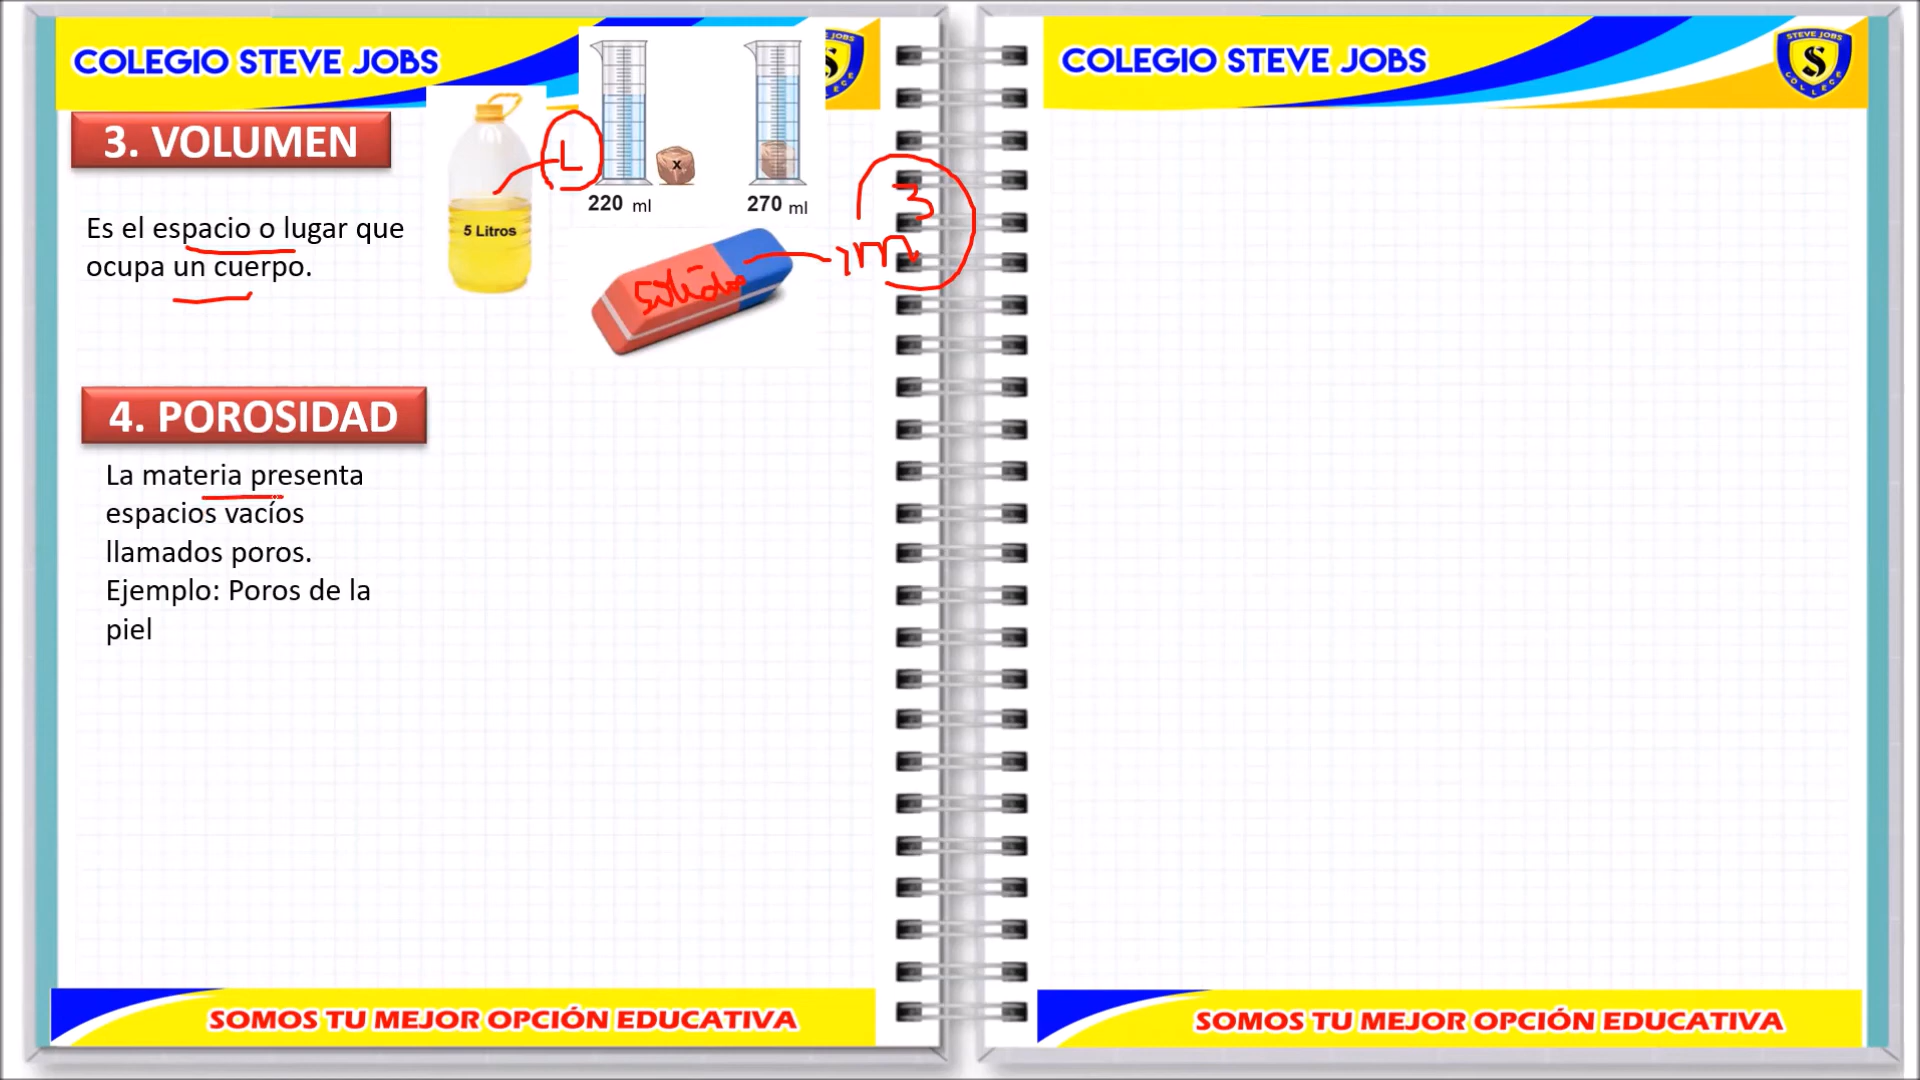 COLEGIO STEVE JOBS
3. VOLUMEN
Es el espacio o lugar que
ocupa un cuerpo.
5 Litros
L
x
220 ml
270 ml
3
m
sólidos
4. POROSIDAD
La materia presenta
espacios vacíos
llamados poros.
Ejemplo: Poros de la
piel
SOMOS TU MEJOR OPCIÓN EDUCATIVA
COLEGIO STEVE JOBS
STEVE JOBS
S
COLLEGE
SOMOS TU MEJOR OPCIÓN EDUCATIVA